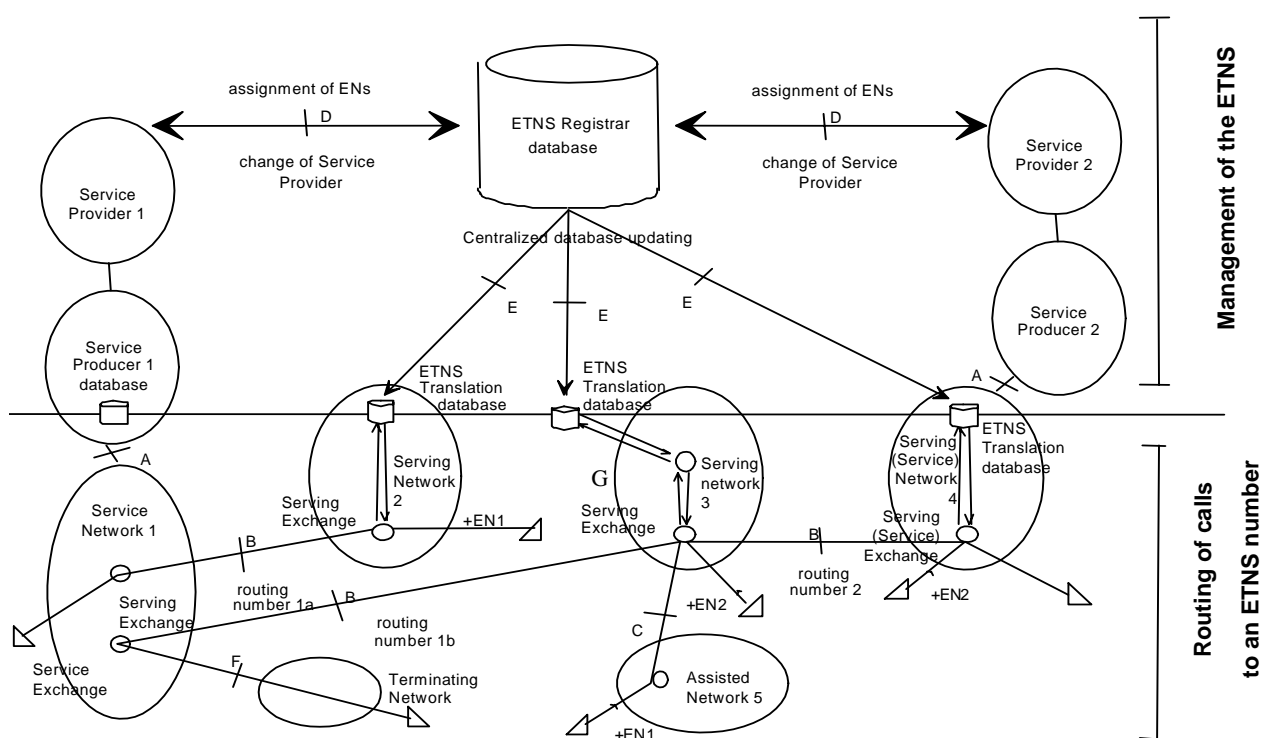 assignment of ENs
D
change of Service
Provider
ETNS Registrar
database
assignment of ENs
D
change of Service
Provider
Service
Provider 1
Service
Provider 2
Management of the ETNS
Centralized database updating
E
E
E
Service
Producer 1
database
Service
Producer 2
A
ETNS
Translation
database
ETNS
Translation
database
ETNS
Translation
database
A
Service
Network 1
Serving
Network
2
Serving
Exchange
+EN1
G
Serving
network
3
Serving
Exchange
Serving
(Service)
Network
4
Serving
(Service)
Exchange
B
routing
number 1a
B
routing
number 1b
B
routing
number 2
+EN2
+EN2
Serving
Exchange
Service
Exchange
F
Terminating
Network
C
Assisted
Network 5
+EN1
Routing of calls
to an ETNS number